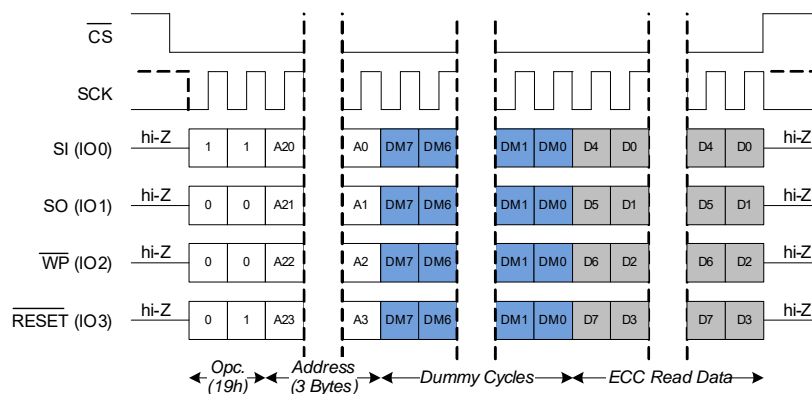 CS
SCK
SI (IO0) hi-Z 1 1 A20 A0 DM7 DM6 DM1 DM0 D4 D0 D4 D0 hi-Z
SO (IO1) hi-Z 0 0 A21 A1 DM7 DM6 DM1 DM0 D5 D1 D5 D1 hi-Z
WP (IO2) hi-Z 0 0 A22 A2 DM7 DM6 DM1 DM0 D6 D2 D6 D2 hi-Z
RESET (IO3) hi-Z 0 1 A23 A3 DM7 DM6 DM1 DM0 D7 D3 D7 D3 hi-Z
Opc. Address
(19h) (3 Bytes) Dummy Cycles ECC Read Data